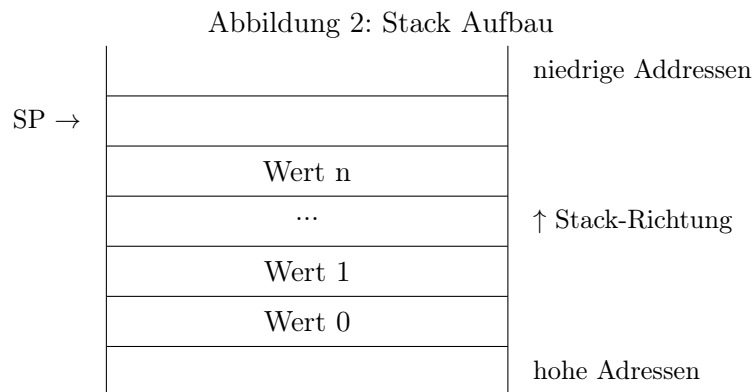 Abbildung 2: Stack Aufbau
niedrige Addressen
SP →
Wert n
...
↑ Stack-Richtung
Wert 1
Wert 0
hohe Adressen